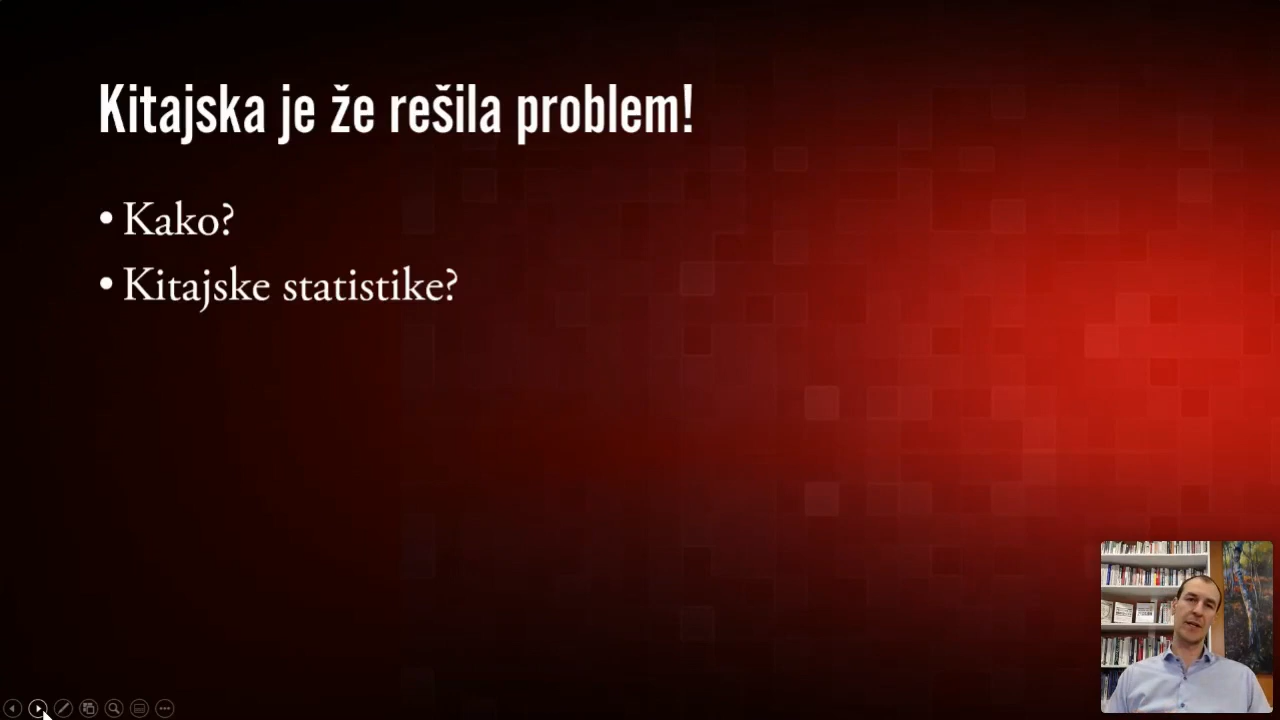 Kitajska je že rešila problem!
• Kako?
• Kitajske statistike?